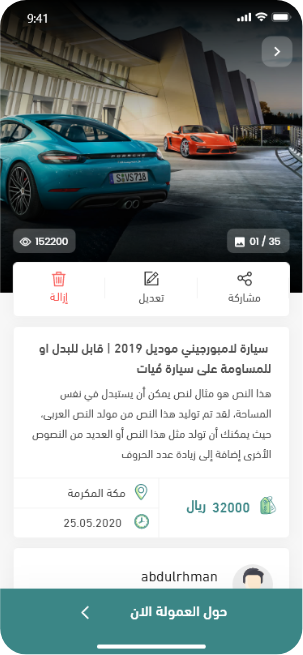 9:41
PORSCHE
S:VS 718
152200
01 / 35
مشاركة
تعديل
إزالة
سيارة لامبورجيني موديل 2019 | قابل للبدل او
للمساومة على سيارة فيات
هذا النص هو مثال لنص يمكن أن يستبدل في نفس
المساحة، لقد تم توليد هذا النص من مولد النص العربى،
حيث يمكنك أن تولد مثل هذا النص أو العديد من النصوص
الأخرى إضافة إلى زيادة عدد الحروف
32000 ريال
مكة المكرمة
25.05.2020
abdulrhman
حول العمولة الان